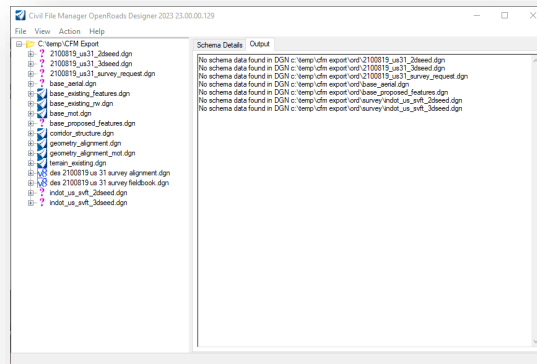 Civil File Manager OpenRoads Designer 2023 23.00.00.129
File View Action Help
C:\temp\CFM Export
2100819_us31_2dseed.dgn
2100819_us31_3dseed.dgn
2100819_us31_survey_request.dgn
base_aerial.dgn
base_existing_features.dgn
base_existing_rw.dgn
base_mot.dgn
base_proposed_features.dgn
corridor_structure.dgn
geometry_alignment.dgn
geometry_alignment_mot.dgn
terrain_existing.dgn
des 2100819 us 31 survey alignment.dgn
des 2100819 us 31 survey fieldbook.dgn
indot_us_svft_2dseed.dgn
indot_us_svft_3dseed.dgn
Schema Details Output
No schema data found in DGN c:\temp\cfm export\ord\2100819_us31_2dseed.dgn
No schema data found in DGN c:\temp\cfm export\ord\2100819_us31_3dseed.dgn
No schema data found in DGN c:\temp\cfm export\ord\2100819_us31_survey_request.dgn
No schema data found in DGN c:\temp\cfm export\ord\base_aerial.dgn
No schema data found in DGN c:\temp\cfm export\ord\base_proposed_features.dgn
No schema data found in DGN c:\temp\cfm export\ord\survey\indot_us_svft_2dseed.dgn
No schema data found in DGN c:\temp\cfm export\ord\survey\indot_us_svft_3dseed.dgn